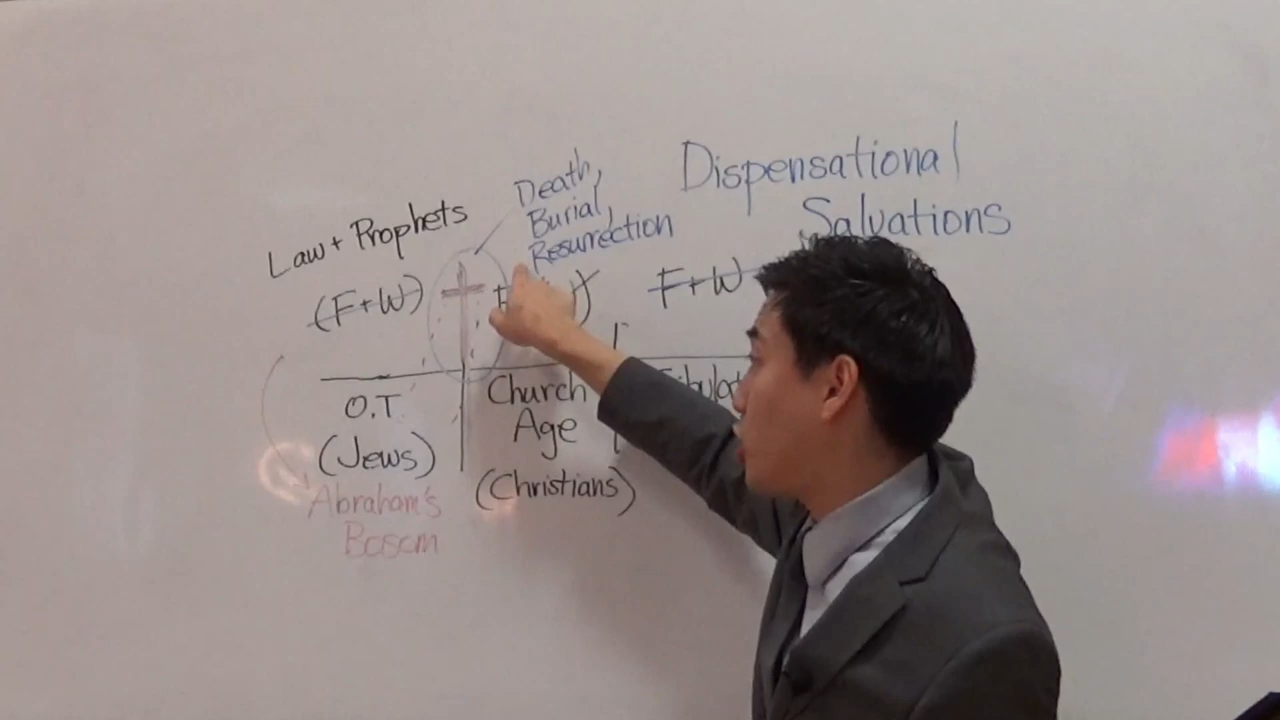 Dispensational
Salvations
Death,
Burial,
Resurrection
Law + Prophets
(F+W)
F+W
O.T
(Jews)
Abraham's
Bosom
Church
Age
(Christians)